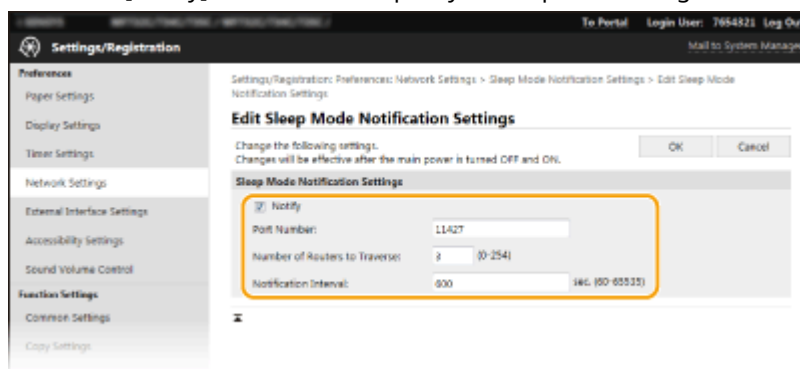 To Portal Login User: 7654321 Log Ou
Settings/Registration
Mail to System Manage
Preferences
Paper Settings
Display Settings
Timer Settings
Network Settings
External Interface Settings
Accessibility Settings
Sound Volume Control
Function Settings
Common Settings
Copy Settings
Settings/Registration: Preferences: Network Settings > Sleep Mode Notification Settings > Edit Sleep Mode
Notification Settings
Edit Sleep Mode Notification Settings
Change the following settings.
Changes will be effective after the main power is turned OFF and ON.
OK Cancel
Sleep Mode Notification Settings
Notify
Port Number: 11427
Number of Routers to Traverse: 3 (0-254)
Notification Interval: 600 sec. (60-65535)